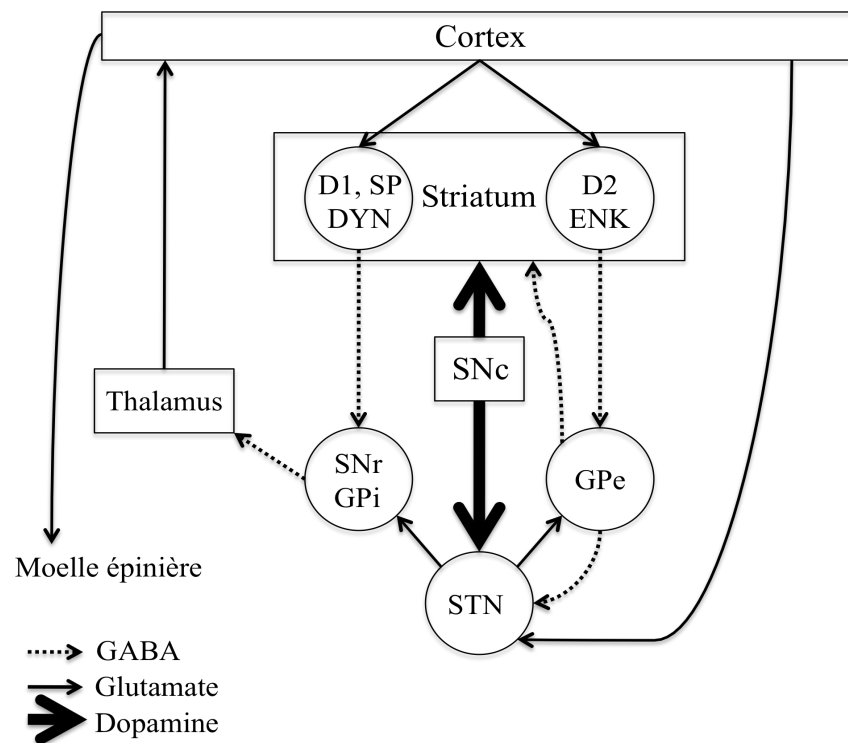 Cortex
D1, SP
DYN
Striatum
D2
ENK
SNc
Thalamus
SNr
GPi
GPe
Moelle épinière
STN
GABA
Glutamate
Dopamine